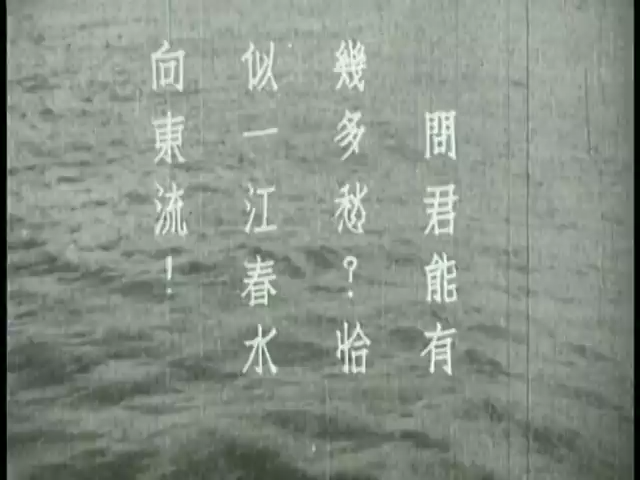 問君能有
幾多愁？恰
似一江春水
向東流！